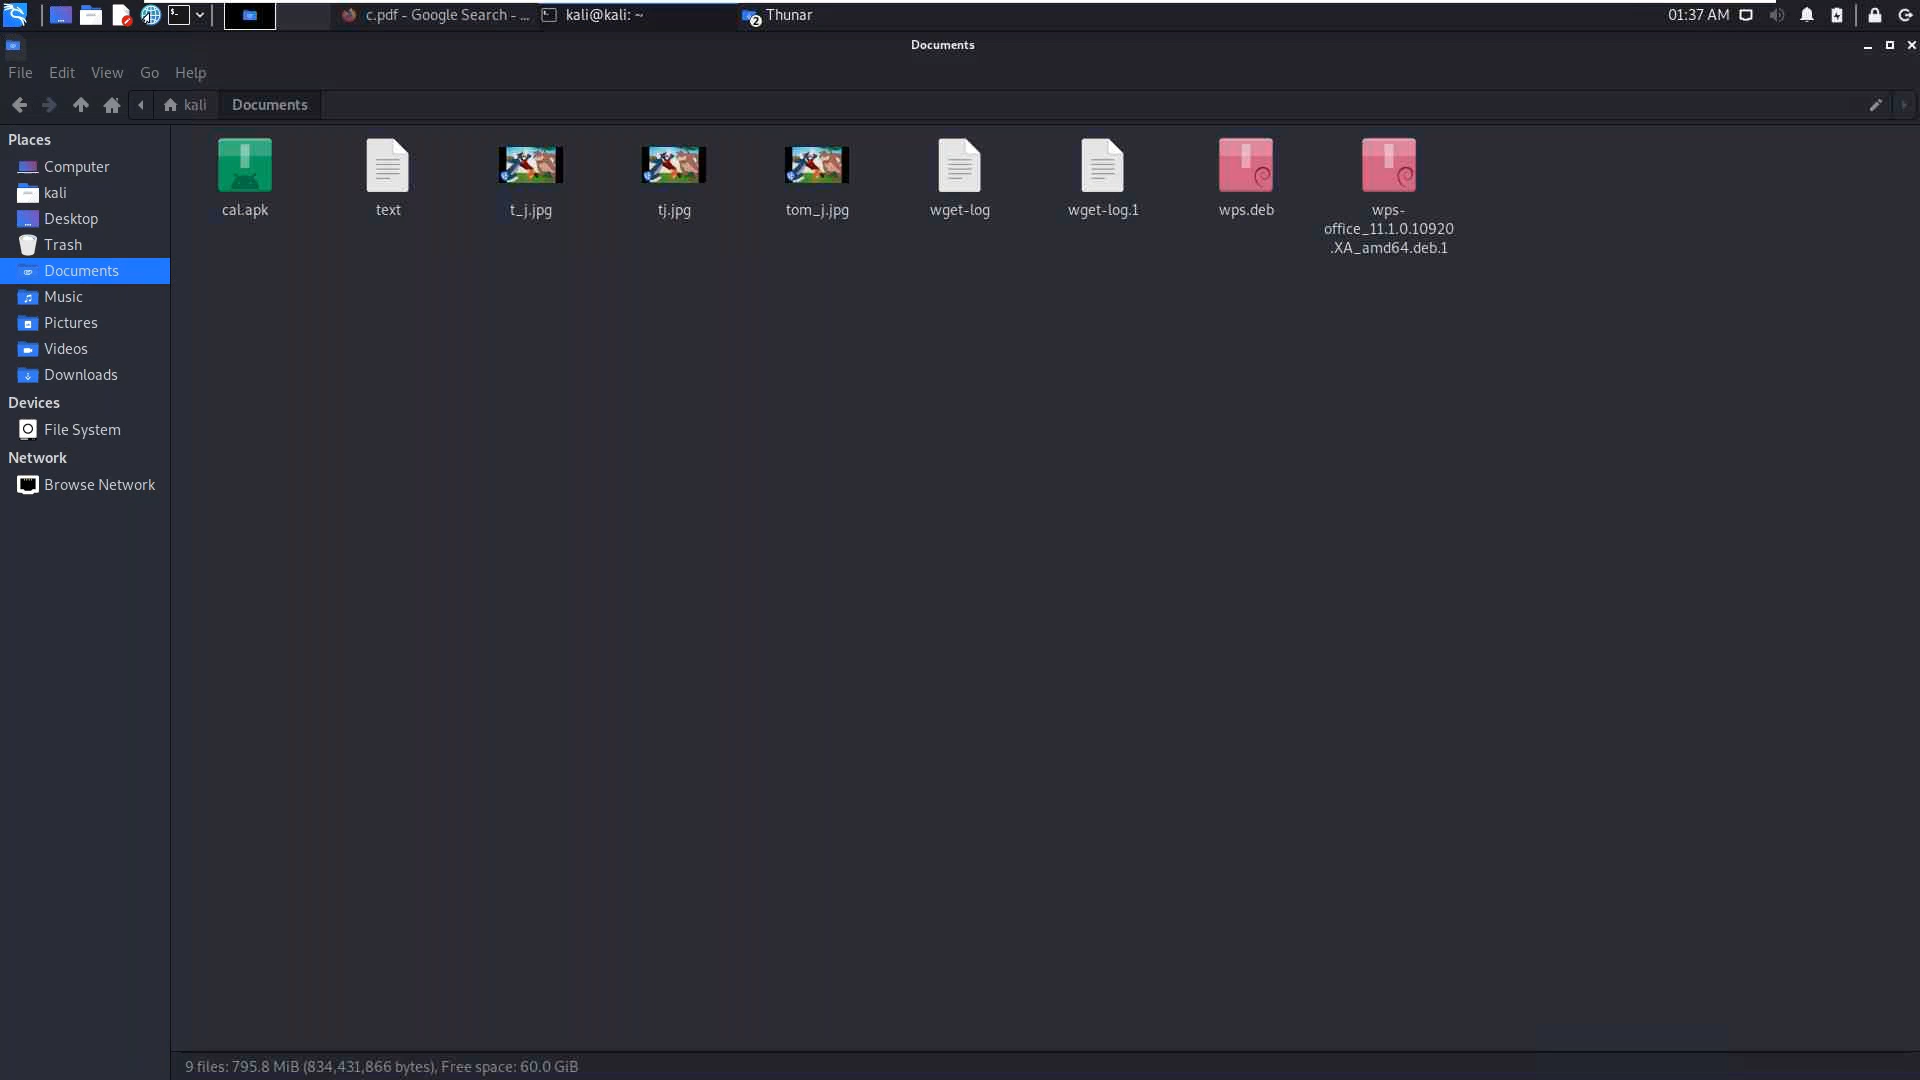 c.pdf - Google Search - ...
kali@kali: ~
2
Thunar
01:37 AM
Documents
File Edit View Go Help
kali
Documents
Places
Computer
kali
Desktop
Trash
Documents
Music
Pictures
Videos
Downloads
Devices
File System
Network
Browse Network
cal.apk
text
t_j.jpg
tj.jpg
tom_j.jpg
wget-log
wget-log.1
wps.deb
wps-
office_11.1.0.10920
.XA_amd64.deb.1
9 files: 795.8 MiB (834,431,866 bytes), Free space: 60.0 GiB